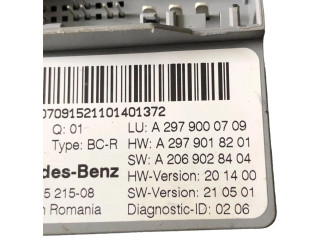 07091521101401372
Q: 01 LU: A 297 900 07 09
Type: BC-R HW: A 297 901 82 01
des-Benz SW: A 206 902 84 04
HW-Version: 20 14 00
5 215-08 SW-Version: 21 05 01
n Romania Diagnostic-ID: 02 06